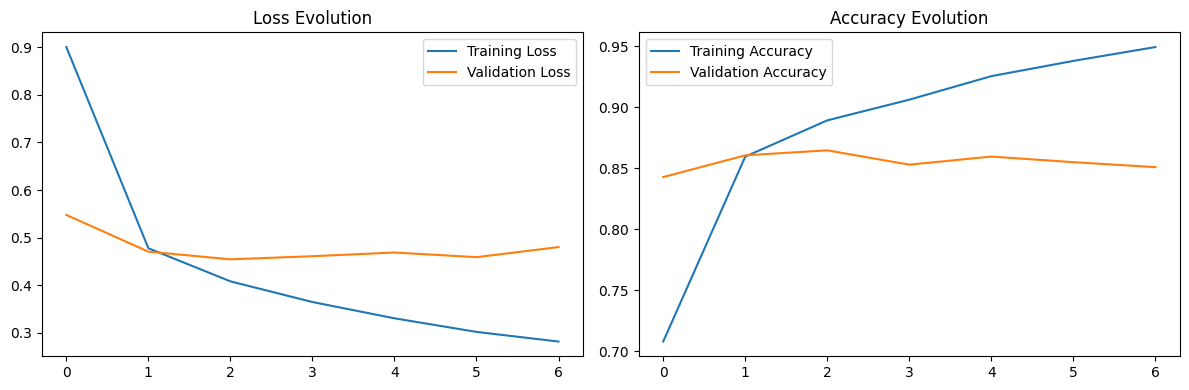 Loss Evolution
0.9
0.8
0.7
0.6
0.5
0.4
0.3
0 1 2 3 4 5 6
Training Loss
Validation Loss
Accuracy Evolution
0.95
0.90
0.85
0.80
0.75
0.70
0 1 2 3 4 5 6
Training Accuracy
Validation Accuracy